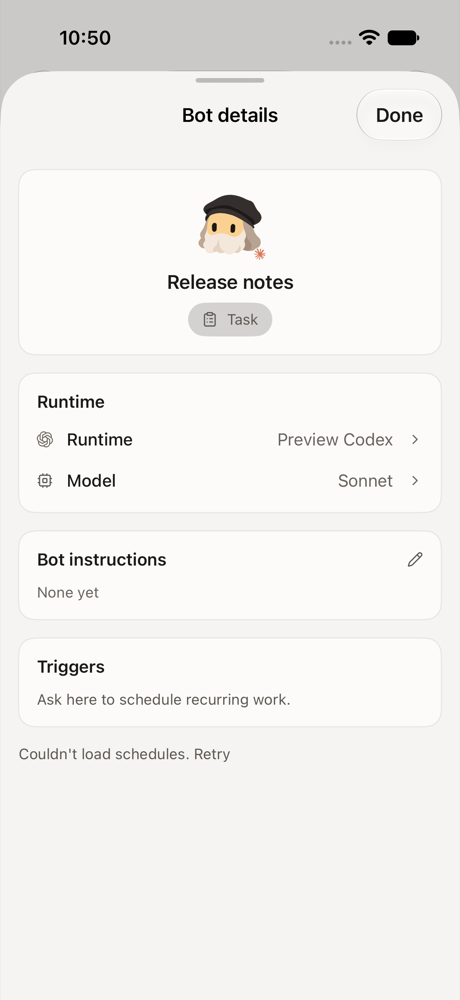 10:50
Bot details
Done
Release notes
Task
Runtime
Runtime
Preview Codex
Model
Sonnet
Bot instructions
None yet
Triggers
Ask here to schedule recurring work.
Couldn't load schedules. Retry